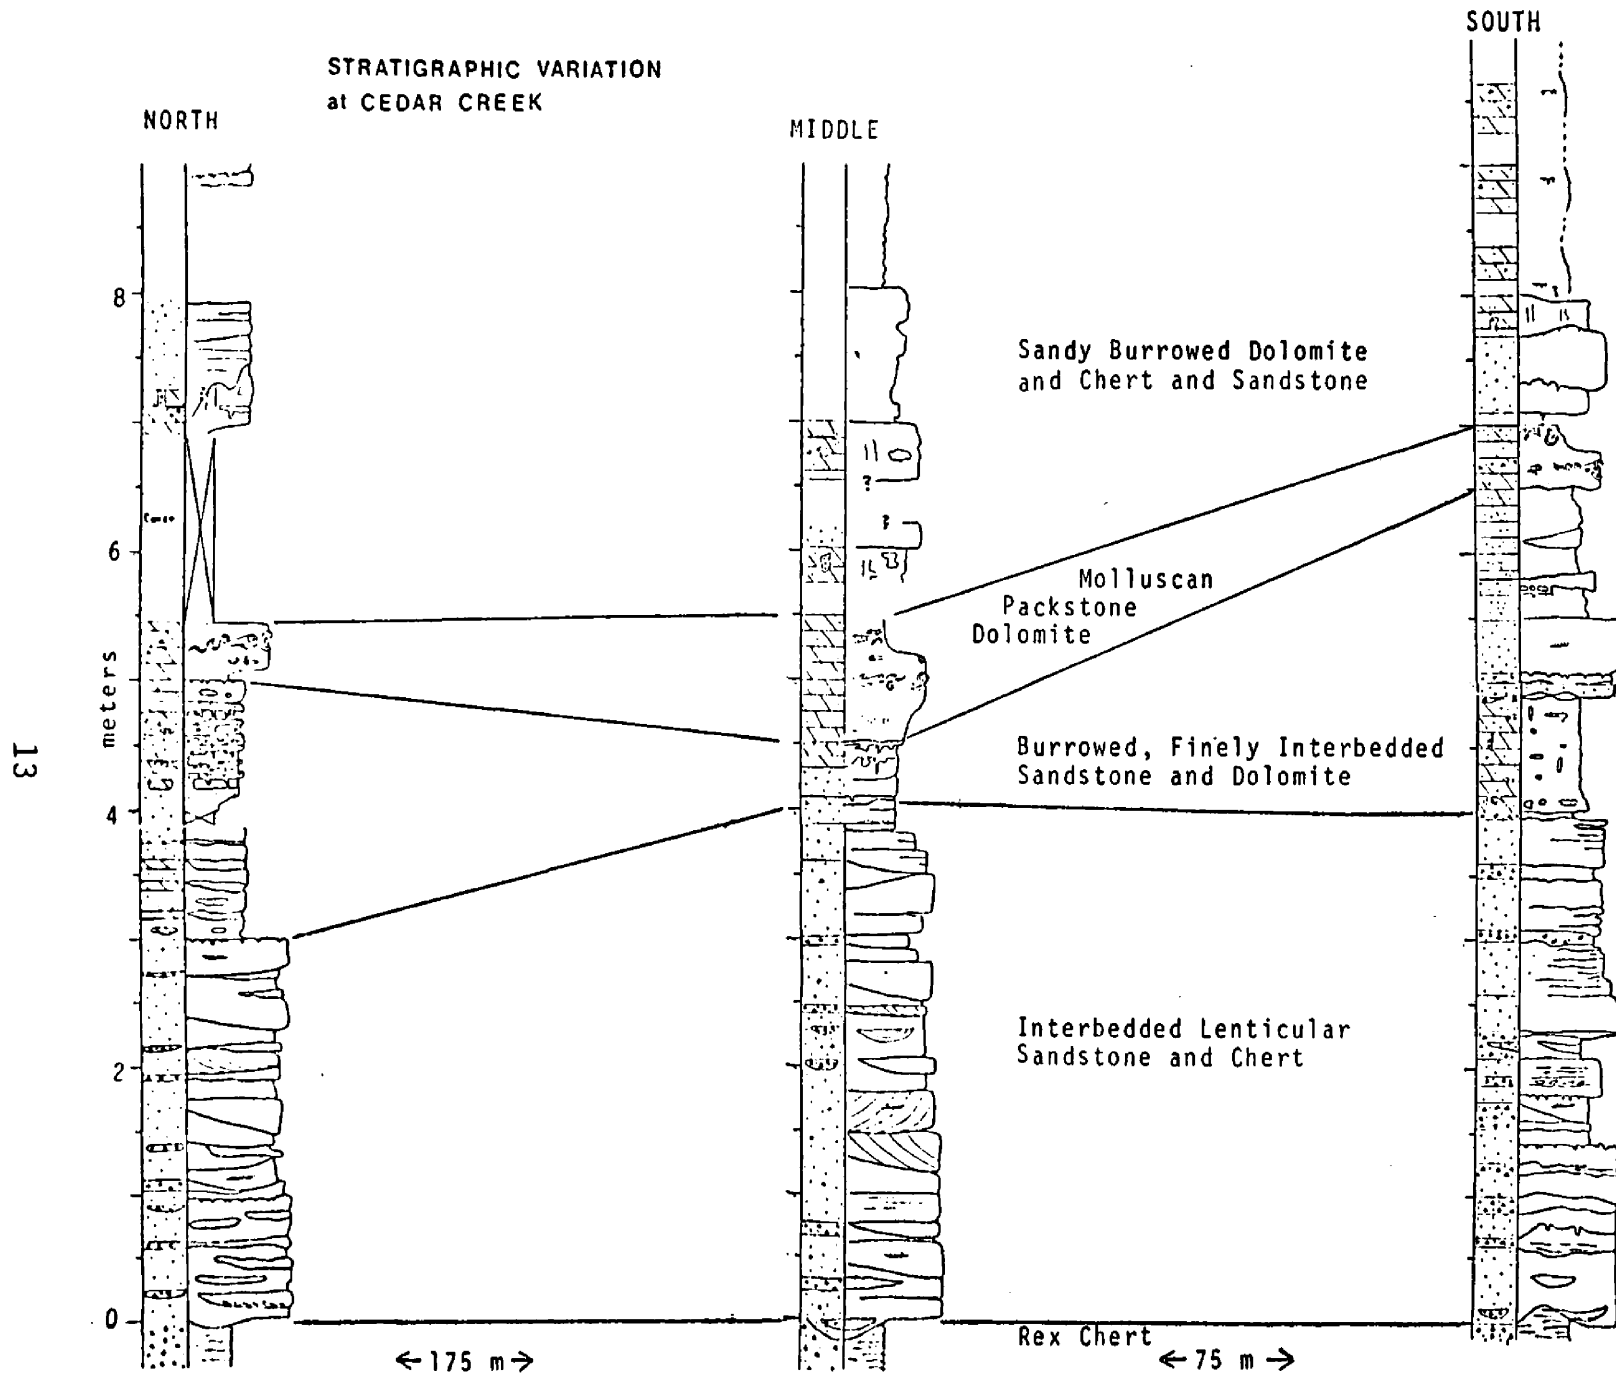 SOUTH
STRATIGRAPHIC VARIATION
at CEDAR CREEK
NORTH
MIDDLE
8
Sandy Burrowed Dolomite
and Chert and Sandstone
6
Molluscan
Packstone
Dolomite
meters
13
Burrowed, Finely Interbedded
Sandstone and Dolomite
4
?
Interbedded Lenticular
Sandstone and Chert
2
0
Rex Chert
←175 m→
←75 m→